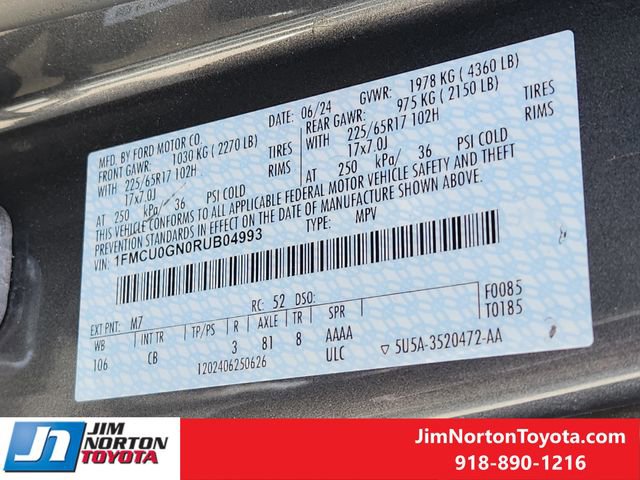 MFD. BY FORD MOTOR CO.
DATE: 06/24 GVWR: 1978 KG ( 4360 LB)
FRONT GAWR: 1030 KG ( 2270 LB) REAR GAWR: 975 KG ( 2150 LB)
WITH 225/65R17 102H TIRES WITH 225/65R17 102H TIRES
17x7.0J RIMS 17x7.0J RIMS
AT 250 kPa/ 36 PSI COLD AT 250 kPa/ 36 PSI COLD
THIS VEHICLE CONFORMS TO ALL APPLICABLE FEDERAL MOTOR VEHICLE SAFETY AND THEFT
PREVENTION STANDARDS IN EFFECT ON THE DATE OF MANUFACTURE SHOWN ABOVE.
VIN: 1FMCU0GN0RUB04993 TYPE: MPV
F0085
T0185
EXT PNT: M7 RC: 52 DSO:
WB INT TR TP/PS R AXLE TR SPR
106 CB 3 81 8 AAAA
1202406250626 ULC ▽ 5U5A-3520472-AA
JIM
NORTON
TOYOTA
JimNortonToyota.com
918-890-1216